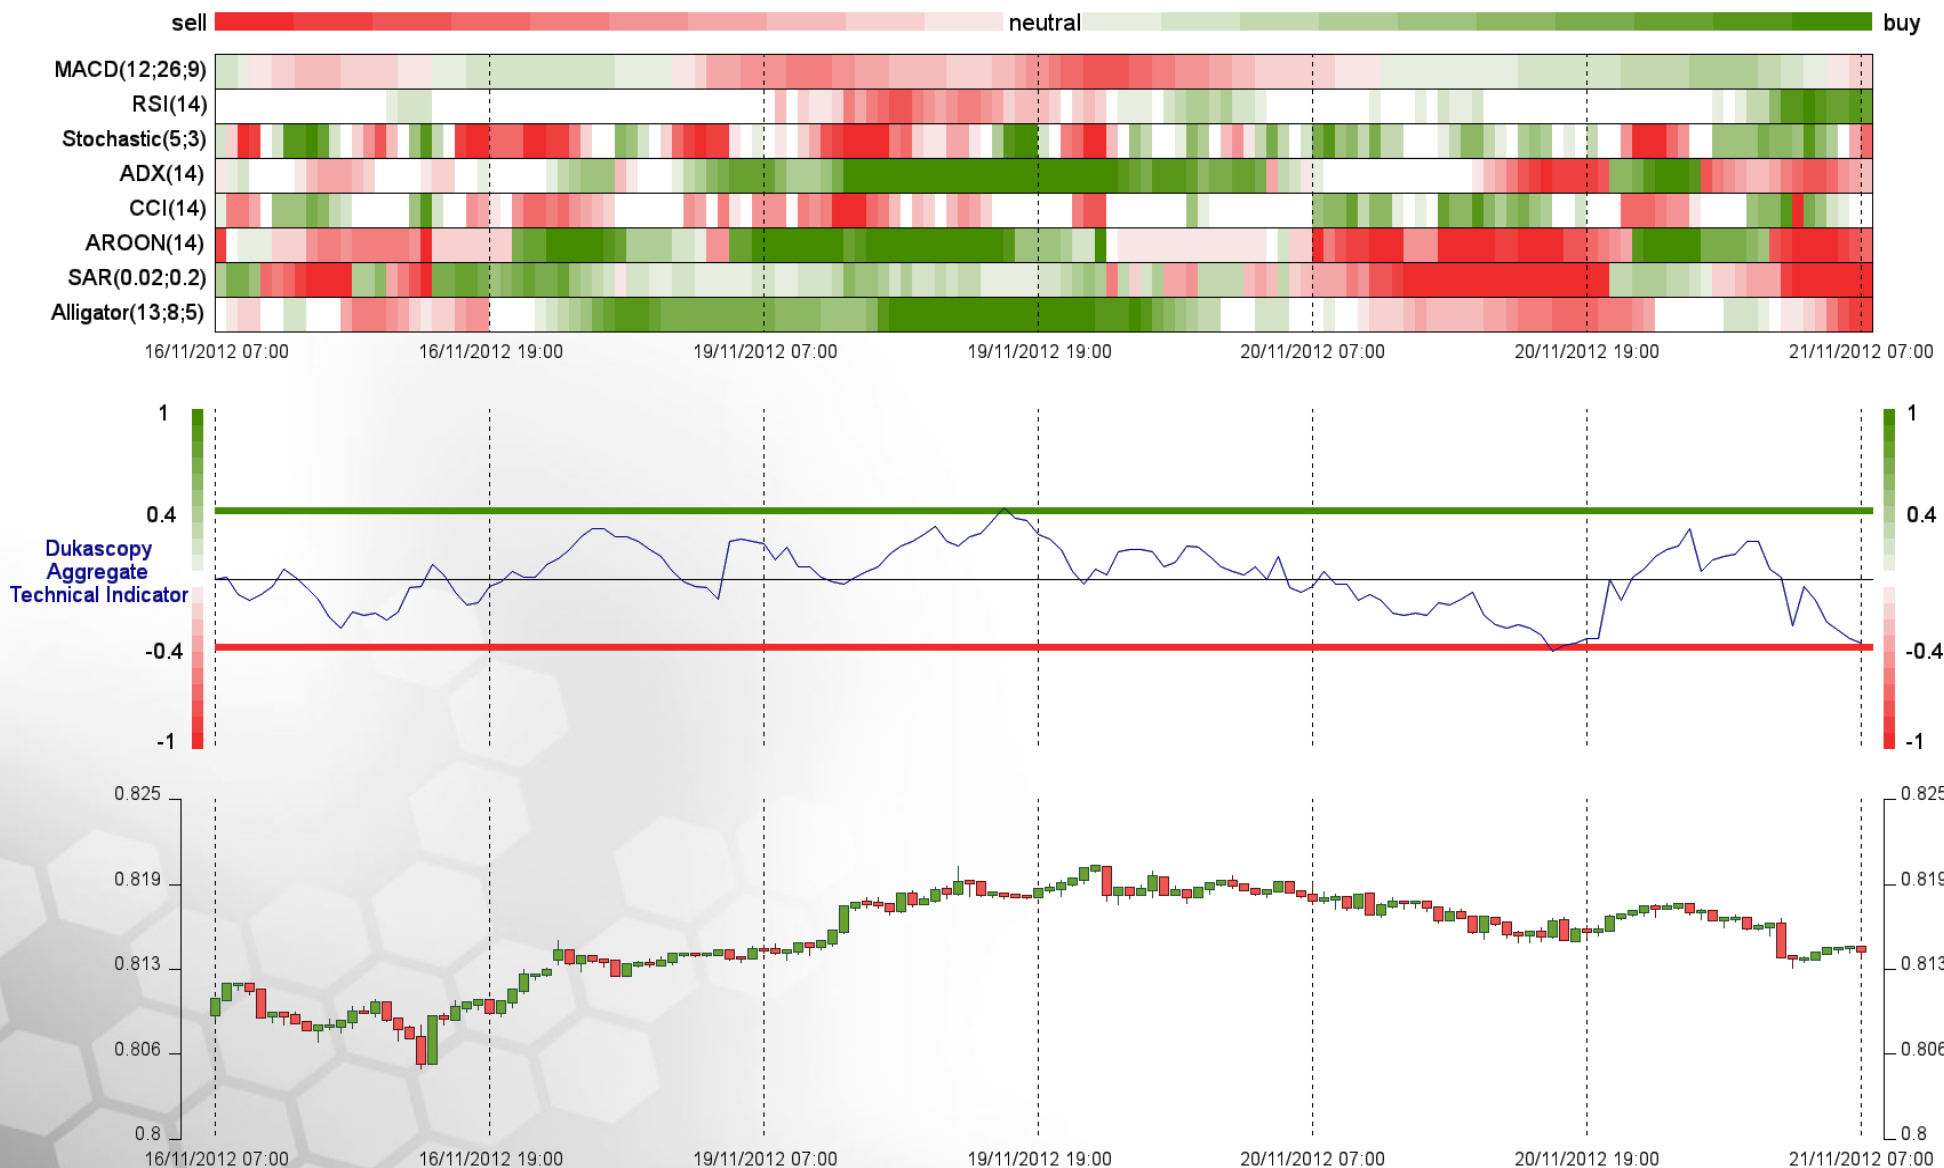 sell neutral buy
MACD(12;26;9)
RSI(14)
Stochastic(5;3)
ADX(14)
CCI(14)
AROON(14)
SAR(0.02;0.2)
Alligator(13;8;5)
16/11/2012 07:00 16/11/2012 19:00 19/11/2012 07:00 19/11/2012 19:00 20/11/2012 07:00 20/11/2012 19:00 21/11/2012 07:00
1 1
0.4 0.4
Dukascopy
Aggregate
Technical Indicator
-0.4 -0.4
-1 -1
0.825 0.825
0.819 0.819
0.813 0.813
0.806 0.806
0.8 0.8
16/11/2012 07:00 16/11/2012 19:00 19/11/2012 07:00 19/11/2012 19:00 20/11/2012 07:00 20/11/2012 19:00 21/11/2012 07:00